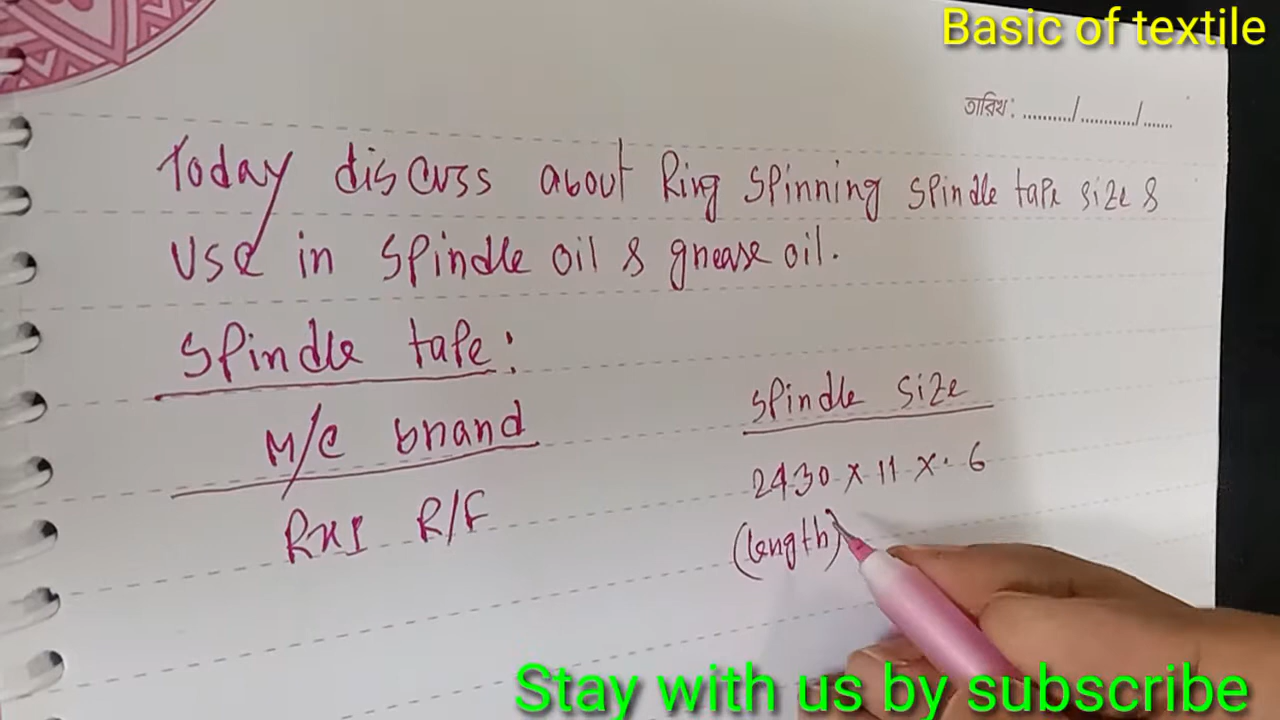 Basic of textile
তারিখ: ........../.........../.......
Today discuss about Ring spinning spindle tape size &
use in spindle oil & grease oil.
Spindle tape:
M/C brand
RXI R/F
Spindle size
2430 x 11 x .6
(length)
Stay with us by subscribe